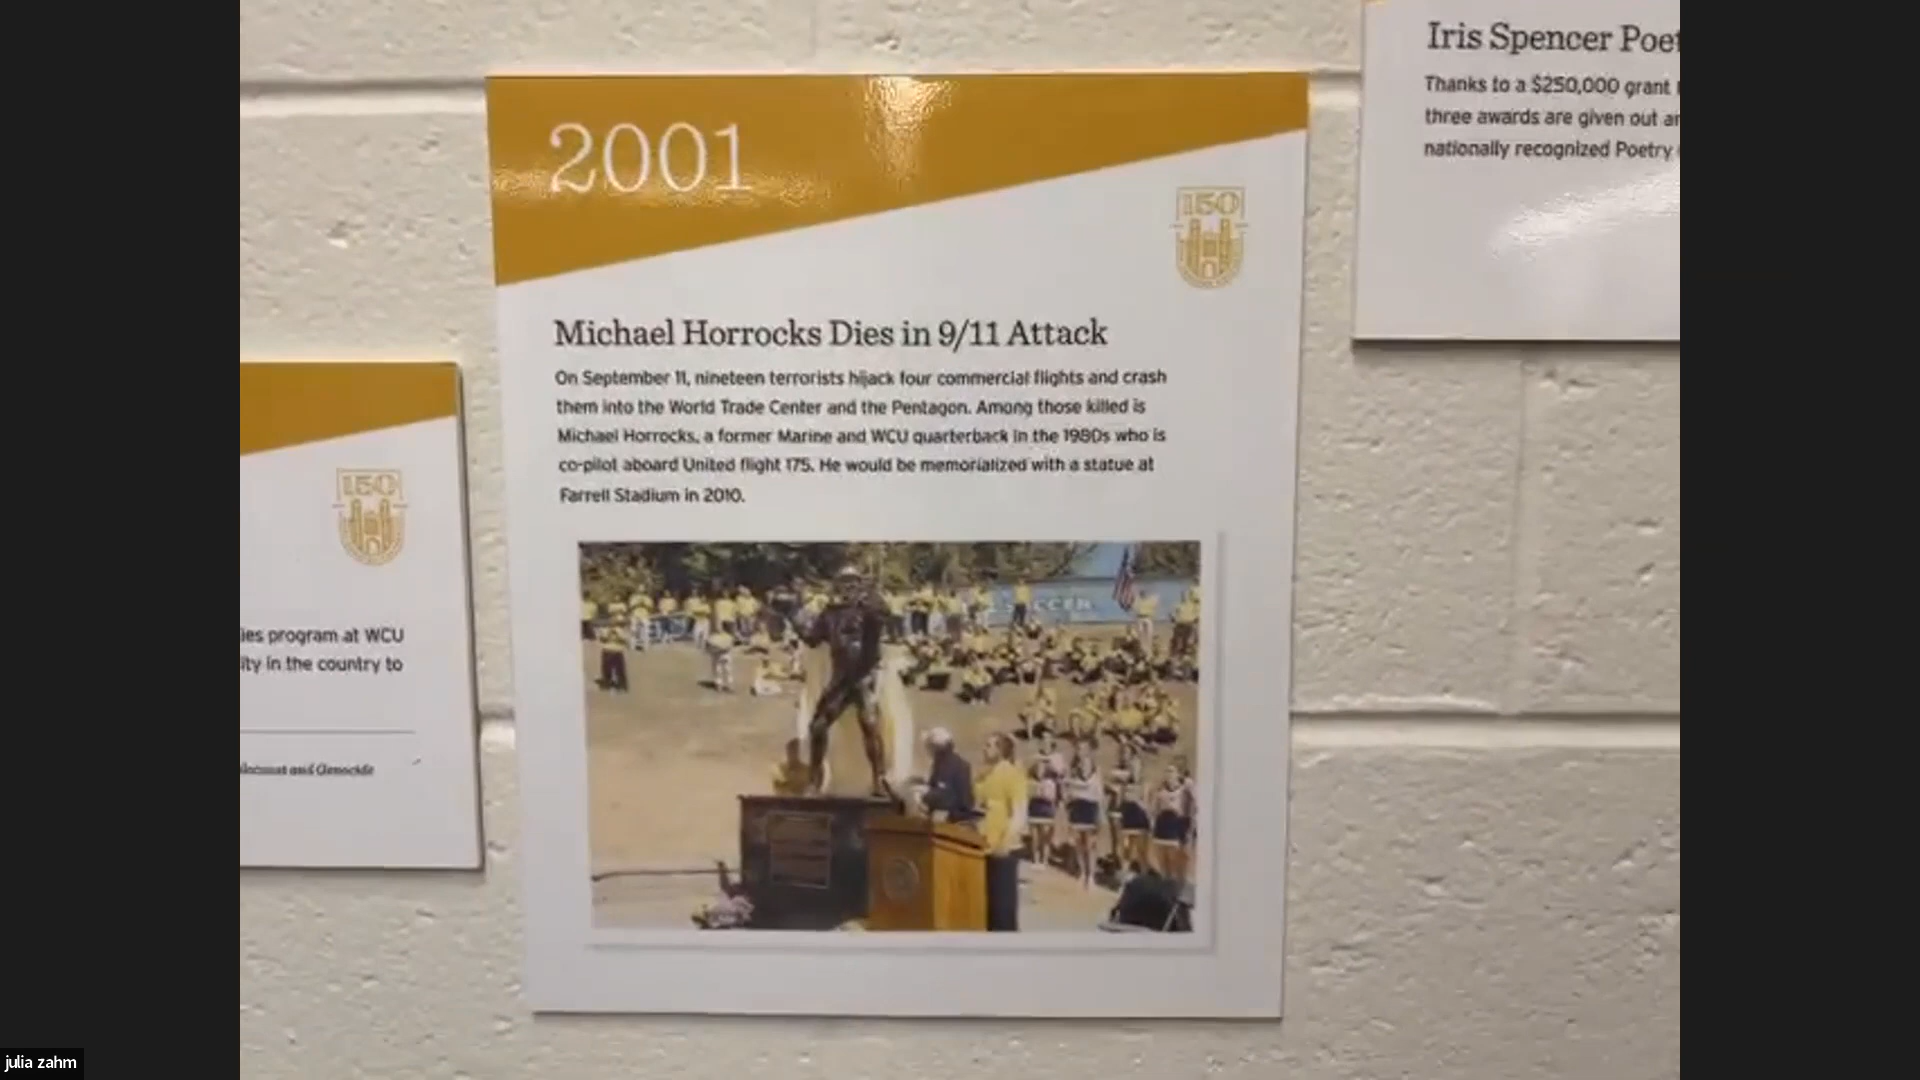 2001
150
Michael Horrocks Dies in 9/11 Attack
On September 11, nineteen terrorists hijack four commercial flights and crash
them into the World Trade Center and the Pentagon. Among those killed is
Michael Horrocks, a former Marine and WCU quarterback in the 1980s who is
co-pilot aboard United flight 175. He would be memorialized with a statue at
Farrell Stadium in 2010.
SOCCER
Iris Spencer Poet
Thanks to a $250,000 grant
three awards are given out
nationally recognized Poetry
150
ies program at WCU
ity in the country to
and Genocide
julia zahm